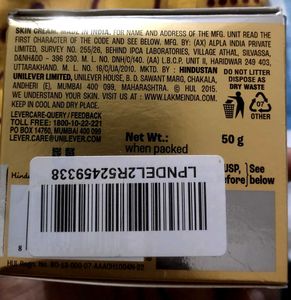 SKIN CREAM. MADE IN INDIA. FOR NAME AND ADDRESS OF THE MFG. UNIT READ THE
FIRST CHARACTER OF THE CODE AND SEE BELOW. MFG. BY: (AX) ALPA INDIA PRIVATE
LIMITED, SURVEY NO. 255/26, BEHIND IPCA LABORATORIES, VILLAGE ATHAL, SILVASSA,
D&NH&DD - 396 230. M. L. NO. DNH/C/140. (AA) L.B.C.P. UNIT II, HARIDWAR 249 403,
UTTARAKHAND. M. L. NO. 16/C/UA/2010. MKTD. BY: HINDUSTAN
UNILEVER LIMITED, UNILEVER HOUSE, B. D. SAWANT MARG, CHAKALA,
ANDHERI (E), MUMBAI 400 099, MAHARASHTRA. © HUL 2015.
WE UNDERSTAND YOUR SKIN. VISIT US AT: WWW.LAKMEINDIA.COM
KEEP IN COOL AND DRY PLACE.
DO NOT LITTER
DISPOSE AS
DRY WASTE
LEVERCARE-QUERY / FEEDBACK
TOLL FREE: 1800-10-22-221
PO BOX 14760, MUMBAI 400 099
LEVER.CARE@UNILEVER.COM
07
OTHER
Net Wt.: 50 g
when packed
USP, See
before below
LPNDEL2R52459338